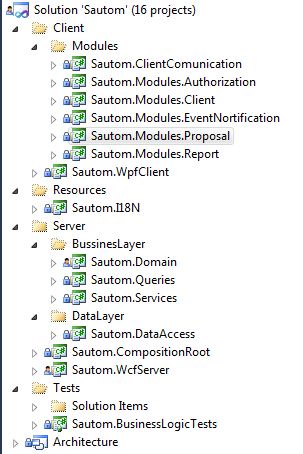 Solution 'Sautom' (16 projects)
Client
Modules
Sautom.ClientComunication
Sautom.Modules.Authorization
Sautom.Modules.Client
Sautom.Modules.EventNortification
Sautom.Modules.Proposal
Sautom.Modules.Report
Sautom.WpfClient
Resources
Sautom.I18N
Server
BussinesLayer
Sautom.Domain
Sautom.Queries
Sautom.Services
DataLayer
Sautom.DataAccess
Sautom.CompositionRoot
Sautom.WcfServer
Tests
Solution Items
Sautom.BusinessLogicTests
Architecture